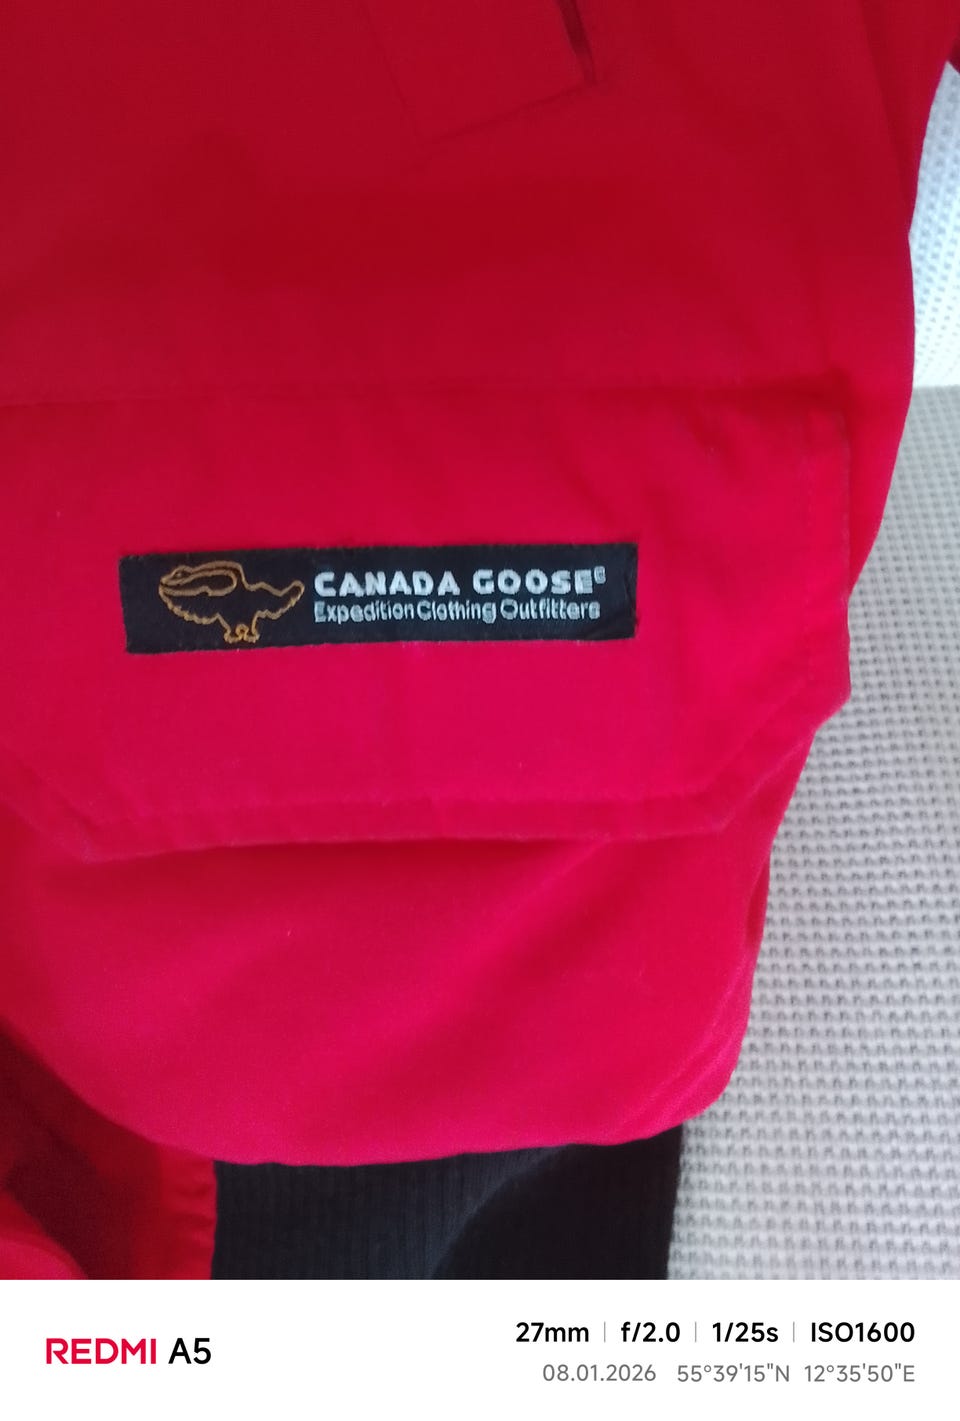 CANADA GOOSE®
Expedition Clothing Outfitters
REDMI A5
27mm | f/2.0 | 1/25s | ISO1600
08.01.2026 55°39'15"N 12°35'50"E